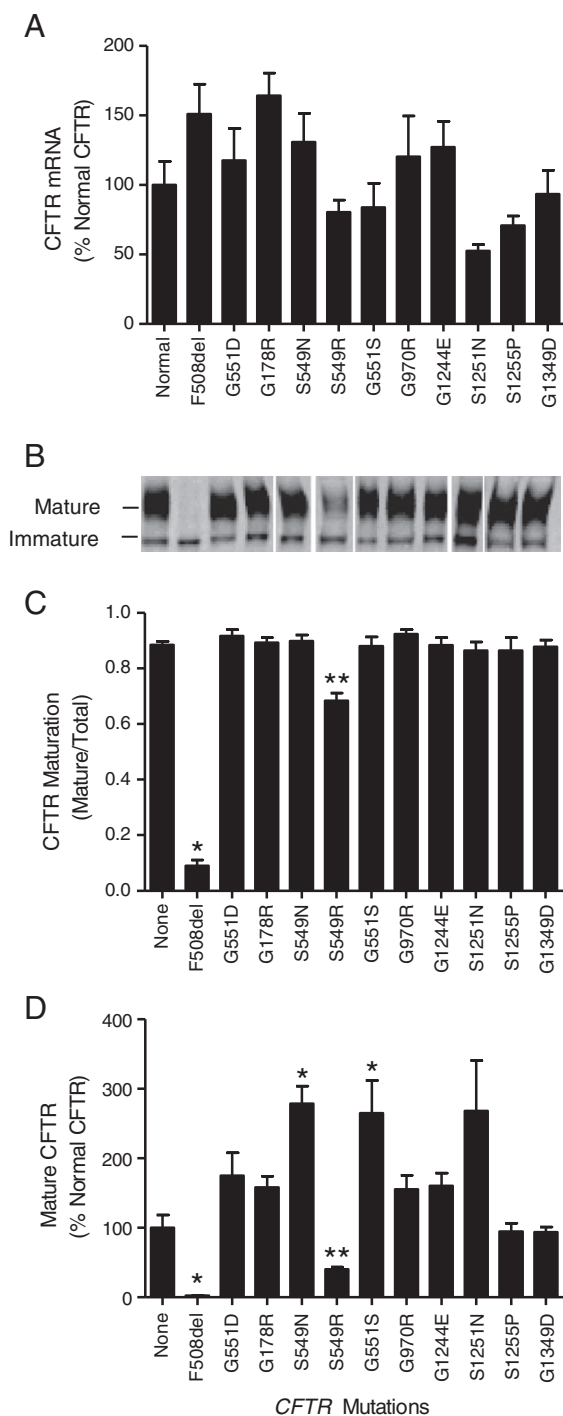 A
CFTR mRNA
(% Normal CFTR)
200
150
100
50
0
Normal
F508del
G551D
G178R
S549N
S549R
G551S
G970R
G1244E
S1251N
S1255P
G1349D
B
Mature
Immature
C
CFTR Maturation
(Mature/Total)
1.0
0.8
0.6
0.4
0.2
0.0
*
**
None
F508del
G551D
G178R
S549N
S549R
G551S
G970R
G1244E
S1251N
S1255P
G1349D
D
Mature CFTR
(% Normal CFTR)
400
300
200
100
0
*
*
**
*
None
F508del
G551D
G178R
S549N
S549R
G551S
G970R
G1244E
S1251N
S1255P
G1349D
CFTR Mutations